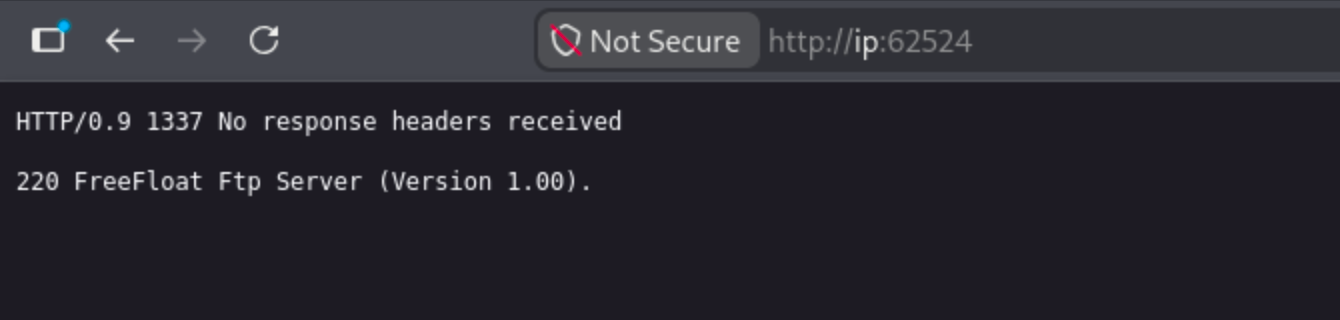 Not Secure http://ip:62524
HTTP/0.9 1337 No response headers received
220 FreeFloat Ftp Server (Version 1.00).